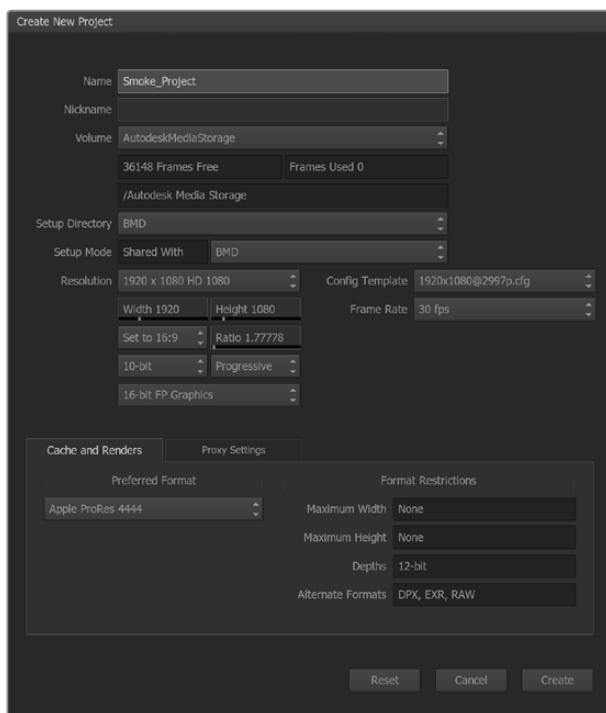 Create New Project
Name Smoke_Project
Nickname
Volume AutodeskMediaStorage
36148 Frames Free Frames Used 0
/Autodesk Media Storage
Setup Directory BMD
Setup Mode Shared With BMD
Resolution 1920 x 1080 HD 1080 Config Template 1920x1080@2997p.cfg
Width 1920 Height 1080 Frame Rate 30 fps
Set to 16:9 Ratio 1.77778
10-bit Progressive
16-bit FP Graphics
Cache and Renders Proxy Settings
Preferred Format Format Restrictions
Apple ProRes 4444 Maximum Width None
Maximum Height None
Depths 12-bit
Alternate Formats DPX, EXR, RAW
Reset Cancel Create